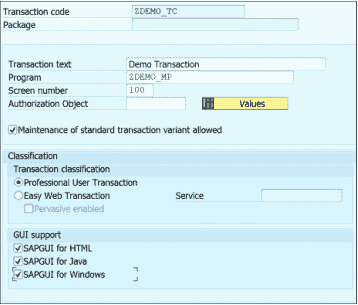 Transaction code ZDEMO_TC
Package
Transaction text Demo Transaction
Program ZDEMO_MP
Screen number 100
Authorization Object Values
Maintenance of standard transaction variant allowed
Classification
Transaction classification
Professional User Transaction
Easy Web Transaction Service
Pervasive enabled
GUI support
SAPGUI for HTML
SAPGUI for Java
SAPGUI for Windows